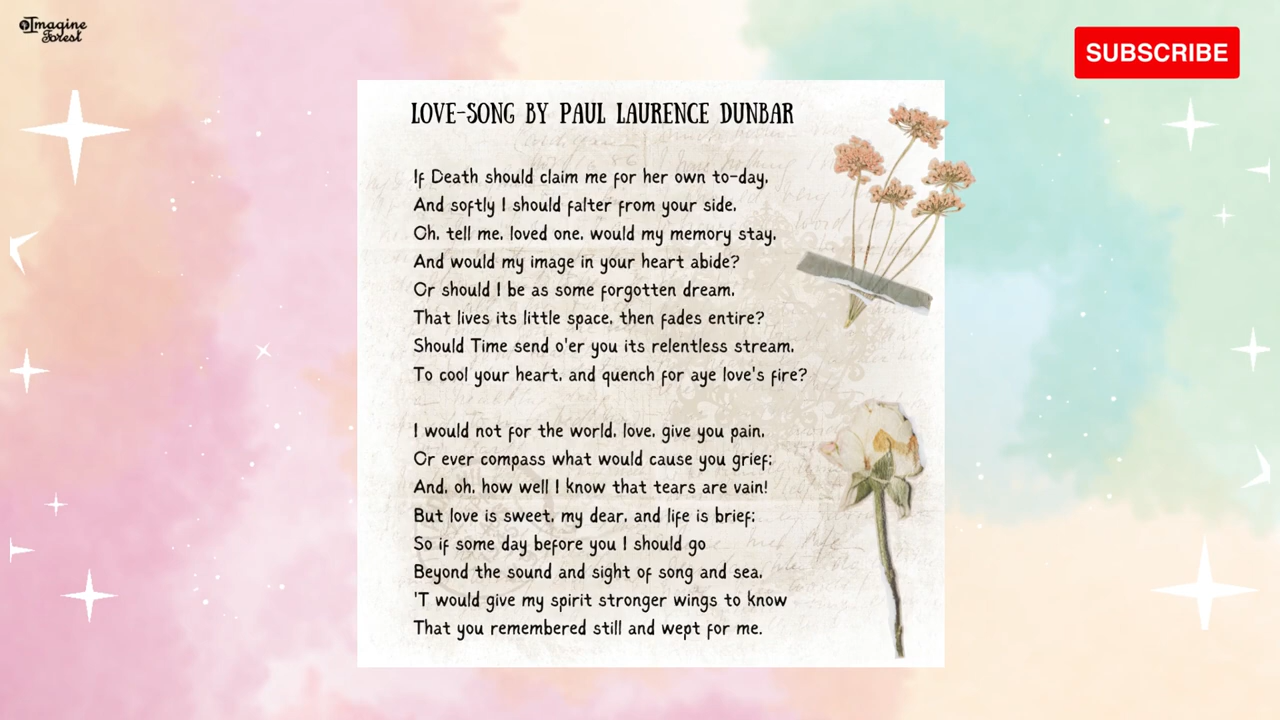 Imagine
Forest
SUBSCRIBE
LOVE-SONG BY PAUL LAURENCE DUNBAR
If Death should claim me for her own to-day,
And softly I should falter from your side,
Oh, tell me, loved one, would my memory stay,
And would my image in your heart abide?
Or should I be as some forgotten dream,
That lives its little space, then fades entire?
Should Time send o'er you its relentless stream,
To cool your heart, and quench for aye love's fire?
I would not for the world, love, give you pain,
Or ever compass what would cause you grief;
And, oh, how well I know that tears are vain!
But love is sweet, my dear, and life is brief;
So if some day before you I should go
Beyond the sound and sight of song and sea,
'T would give my spirit stronger wings to know
That you remembered still and wept for me.